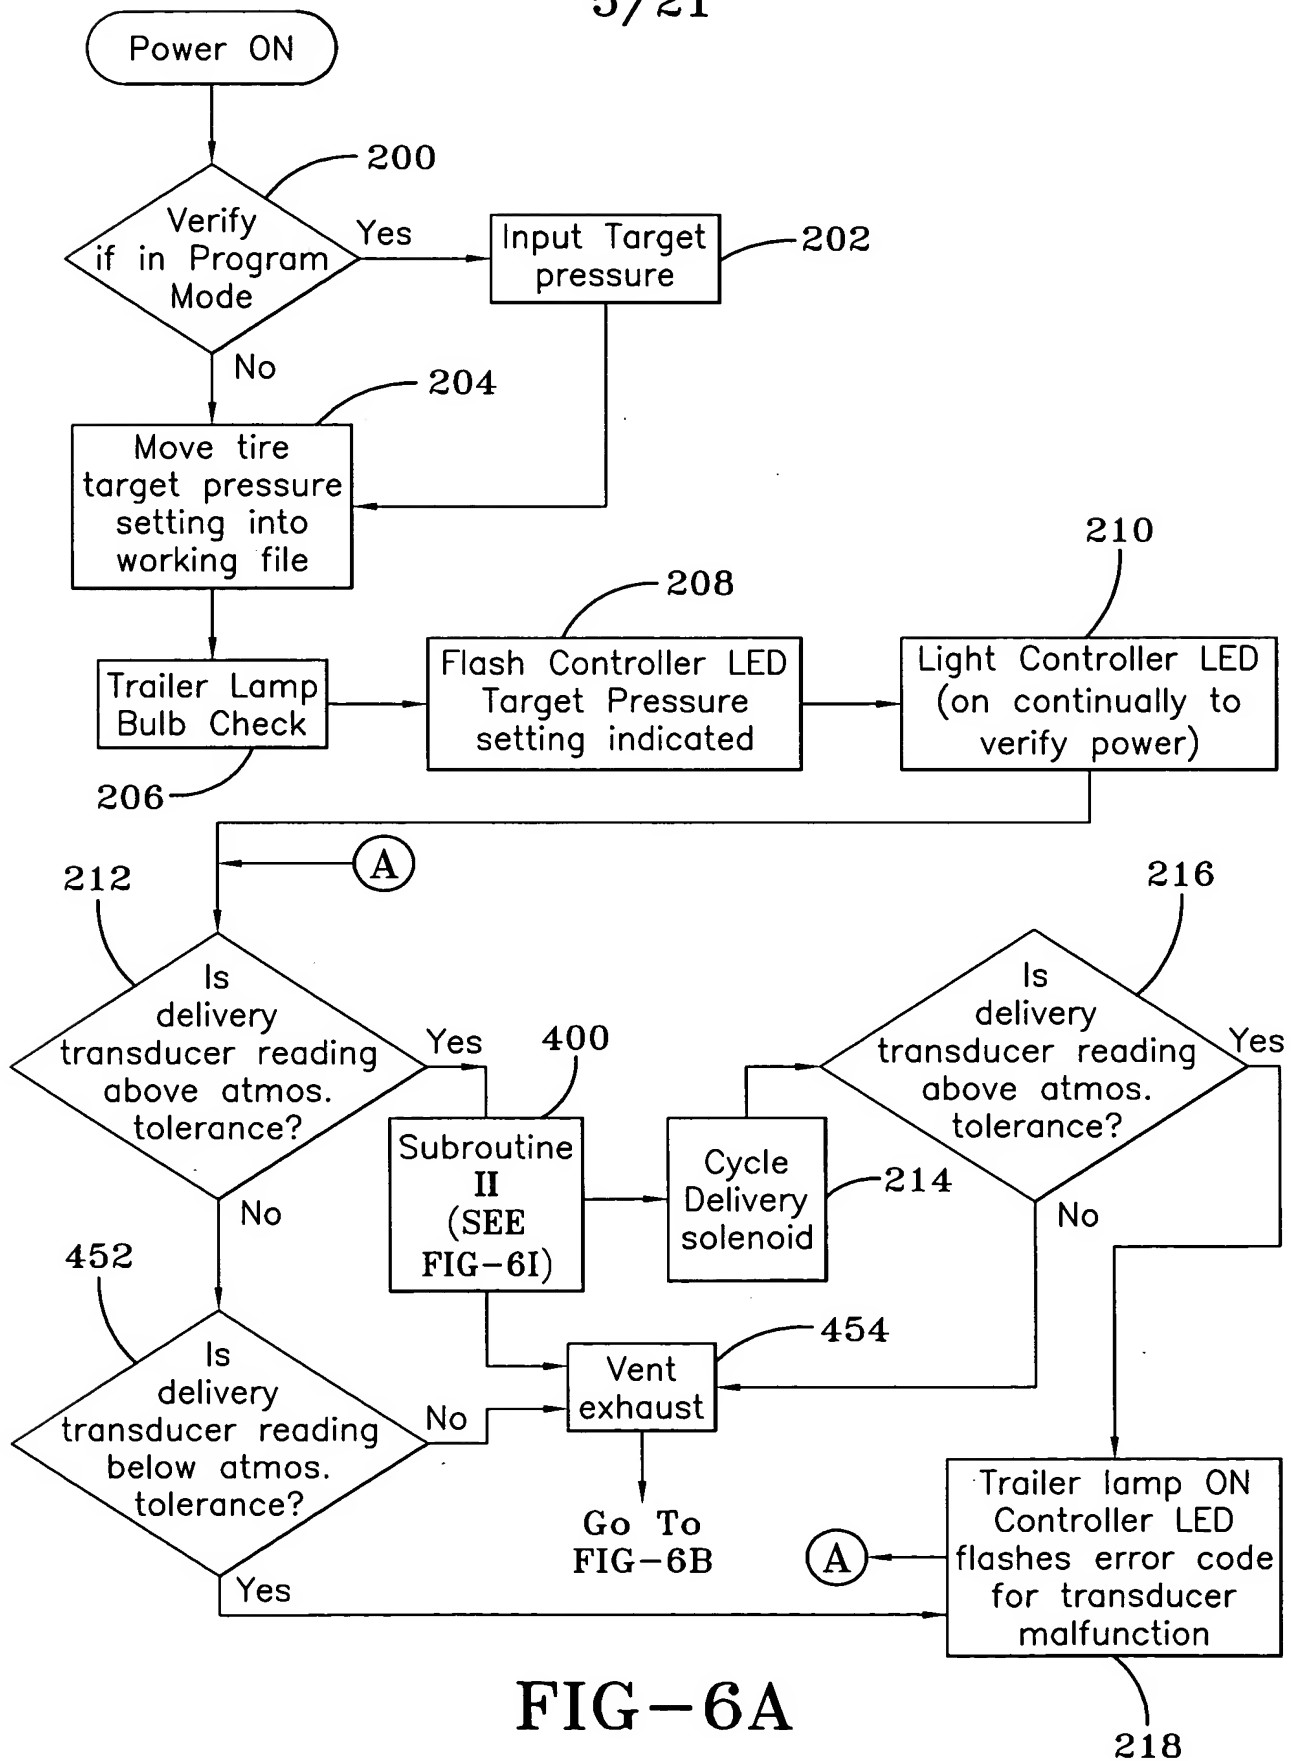 5/21
Power ON
200
Verify
if in Program
Mode
Yes
Input Target
pressure
202
No
204
Move tire
target pressure
setting into
working file
210
208
Trailer Lamp
Bulb Check
206
Flash Controller LED
Target Pressure
setting indicated
Light Controller LED
(on continually to
verify power)
A
212
216
Is
delivery
transducer reading
above atmos.
tolerance?
Yes
No
400
Subroutine
II
(SEE
FIG-6I)
Cycle
Delivery
solenoid
214
Is
delivery
transducer reading
above atmos.
tolerance?
Yes
No
452
Is
delivery
transducer reading
below atmos.
tolerance?
No
Yes
454
Vent
exhaust
Go To
FIG-6B
A
Trailer lamp ON
Controller LED
flashes error code
for transducer
malfunction
218
FIG-6A